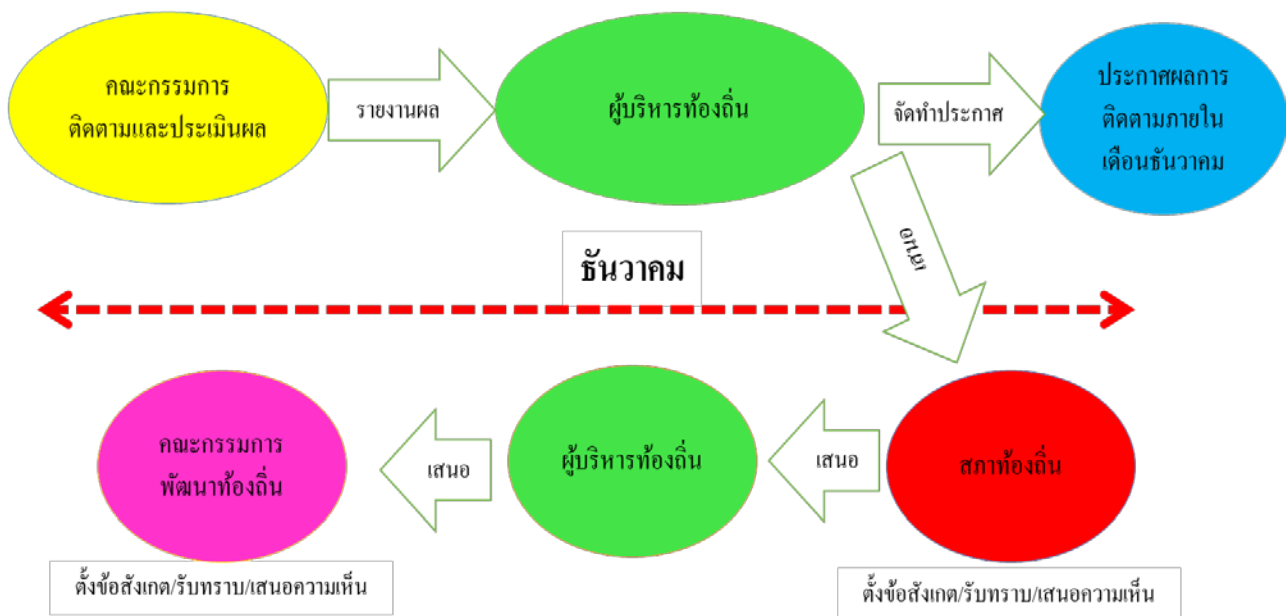 คณะกรรมการ
ติดตามและประเมินผล
รายงานผล
ผู้บริหารท้องถิ่น
จัดทำประกาศ
ประกาศผลการ
ติดตามภายใน
เดือนธันวาคม
เสนอ
ธันวาคม
สภาท้องถิ่น
ตั้งข้อสังเกต/รับทราบ/เสนอความเห็น
เสนอ
ผู้บริหารท้องถิ่น
เสนอ
คณะกรรมการ
พัฒนาท้องถิ่น
ตั้งข้อสังเกต/รับทราบ/เสนอความเห็น